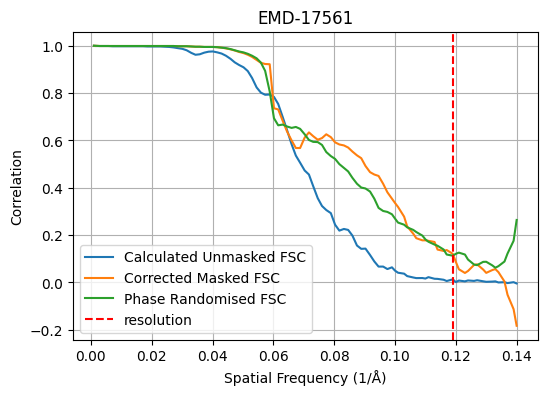 EMD-17561
Correlation
1.0
0.8
0.6
0.4
0.2
0.0
−0.2
Calculated Unmasked FSC
Corrected Masked FSC
Phase Randomised FSC
resolution
0.00 0.02 0.04 0.06 0.08 0.10 0.12 0.14
Spatial Frequency (1/Å)